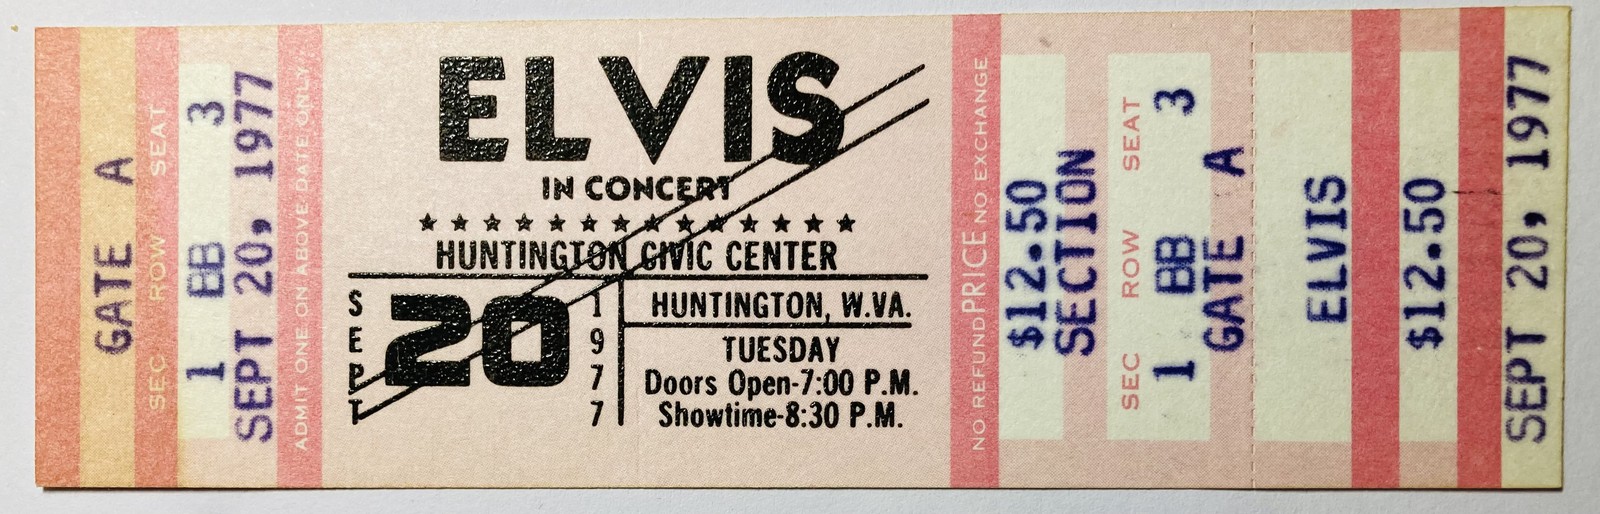 GATE A
SEC ROW SEAT
1 BB 3
SEPT 20, 1977
ADMIT ONE ON ABOVE DATE ONLY.
ELVIS
IN CONCERT
HUNTINGTON CIVIC CENTER
SEPT
20
1977
HUNTINGTON, W.VA.
TUESDAY
Doors Open-7:00 P.M.
Showtime-8:30 P.M.
NO REFUND PRICE NO EXCHANGE
$12.50
SECTION
SEC ROW SEAT
1 BB 3
GATE A
ELVIS
$12.50
SEPT 20, 1977